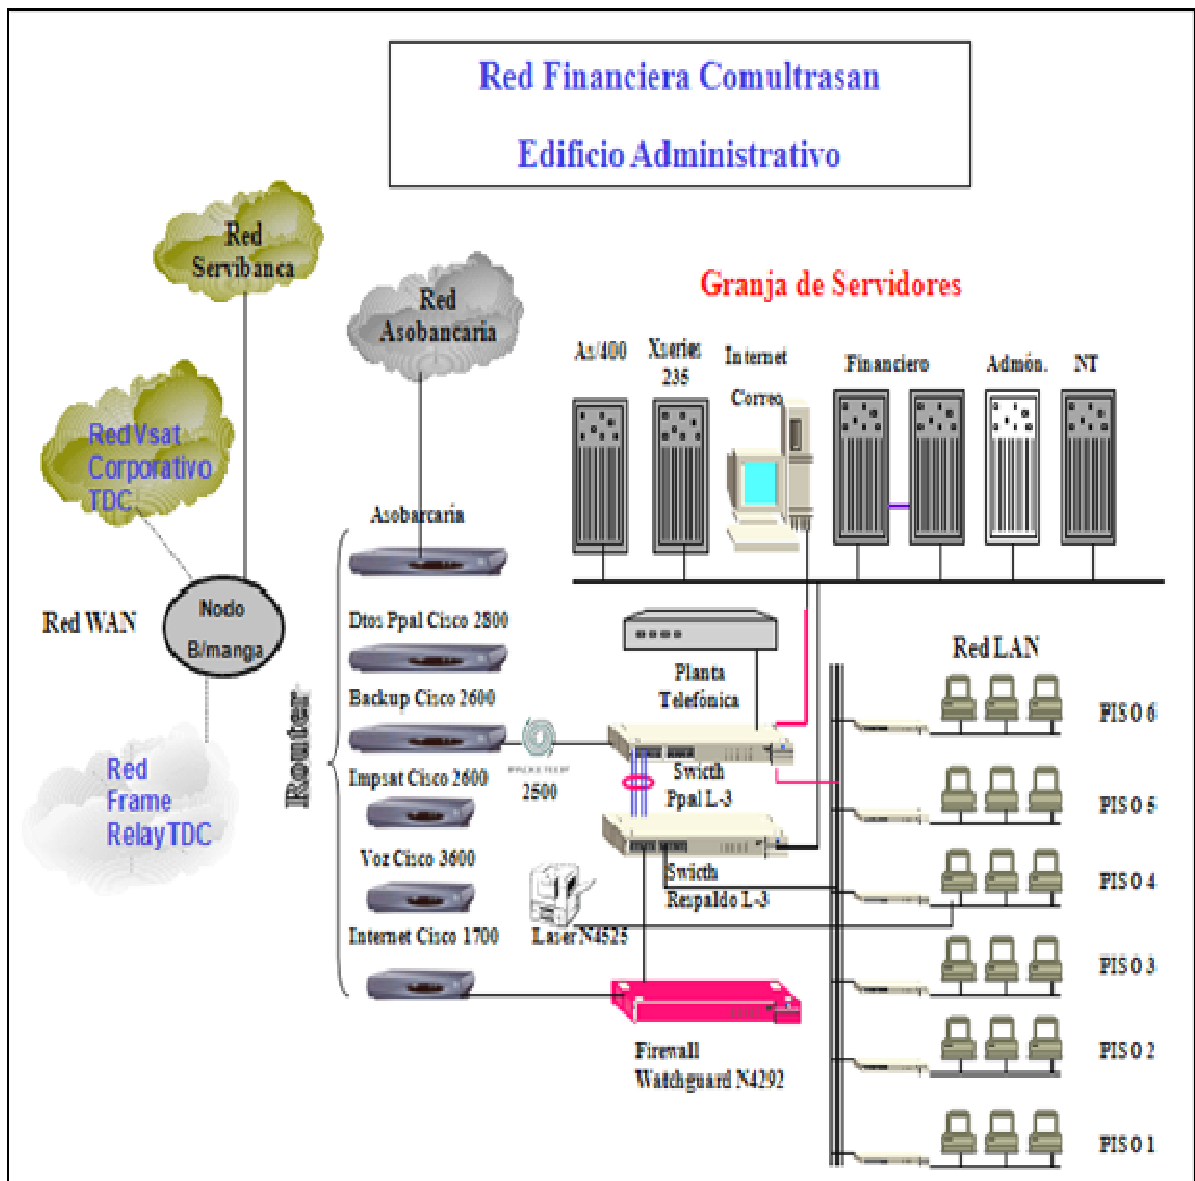 Red Financiera Comultrasan
Edificio Administrativo
Red
Servibanca
Red
Asobancaria
Granja de Servidores
As/400
Xseries
235
Internet
Correo
Financiero
Admón.
NT
Red Vsat
Corporativo
TDC
Asobarcaria
Nodo
B/manga
Red WAN
Dtos Ppal Cisco 2800
Planta
Telefónica
Red LAN
Backup Cisco 2600
PISO 6
Router
Impsat Cisco 2600
2500
Swicth
Ppal L-3
Red
Frame
Relay TDC
PISO 5
Voz Cisco 3600
Swicth
Respaldo L-3
PISO 4
Internet Cisco 1700
Laser N4525
PISO 3
Firewall
Watchguard N4292
PISO 2
PISO 1